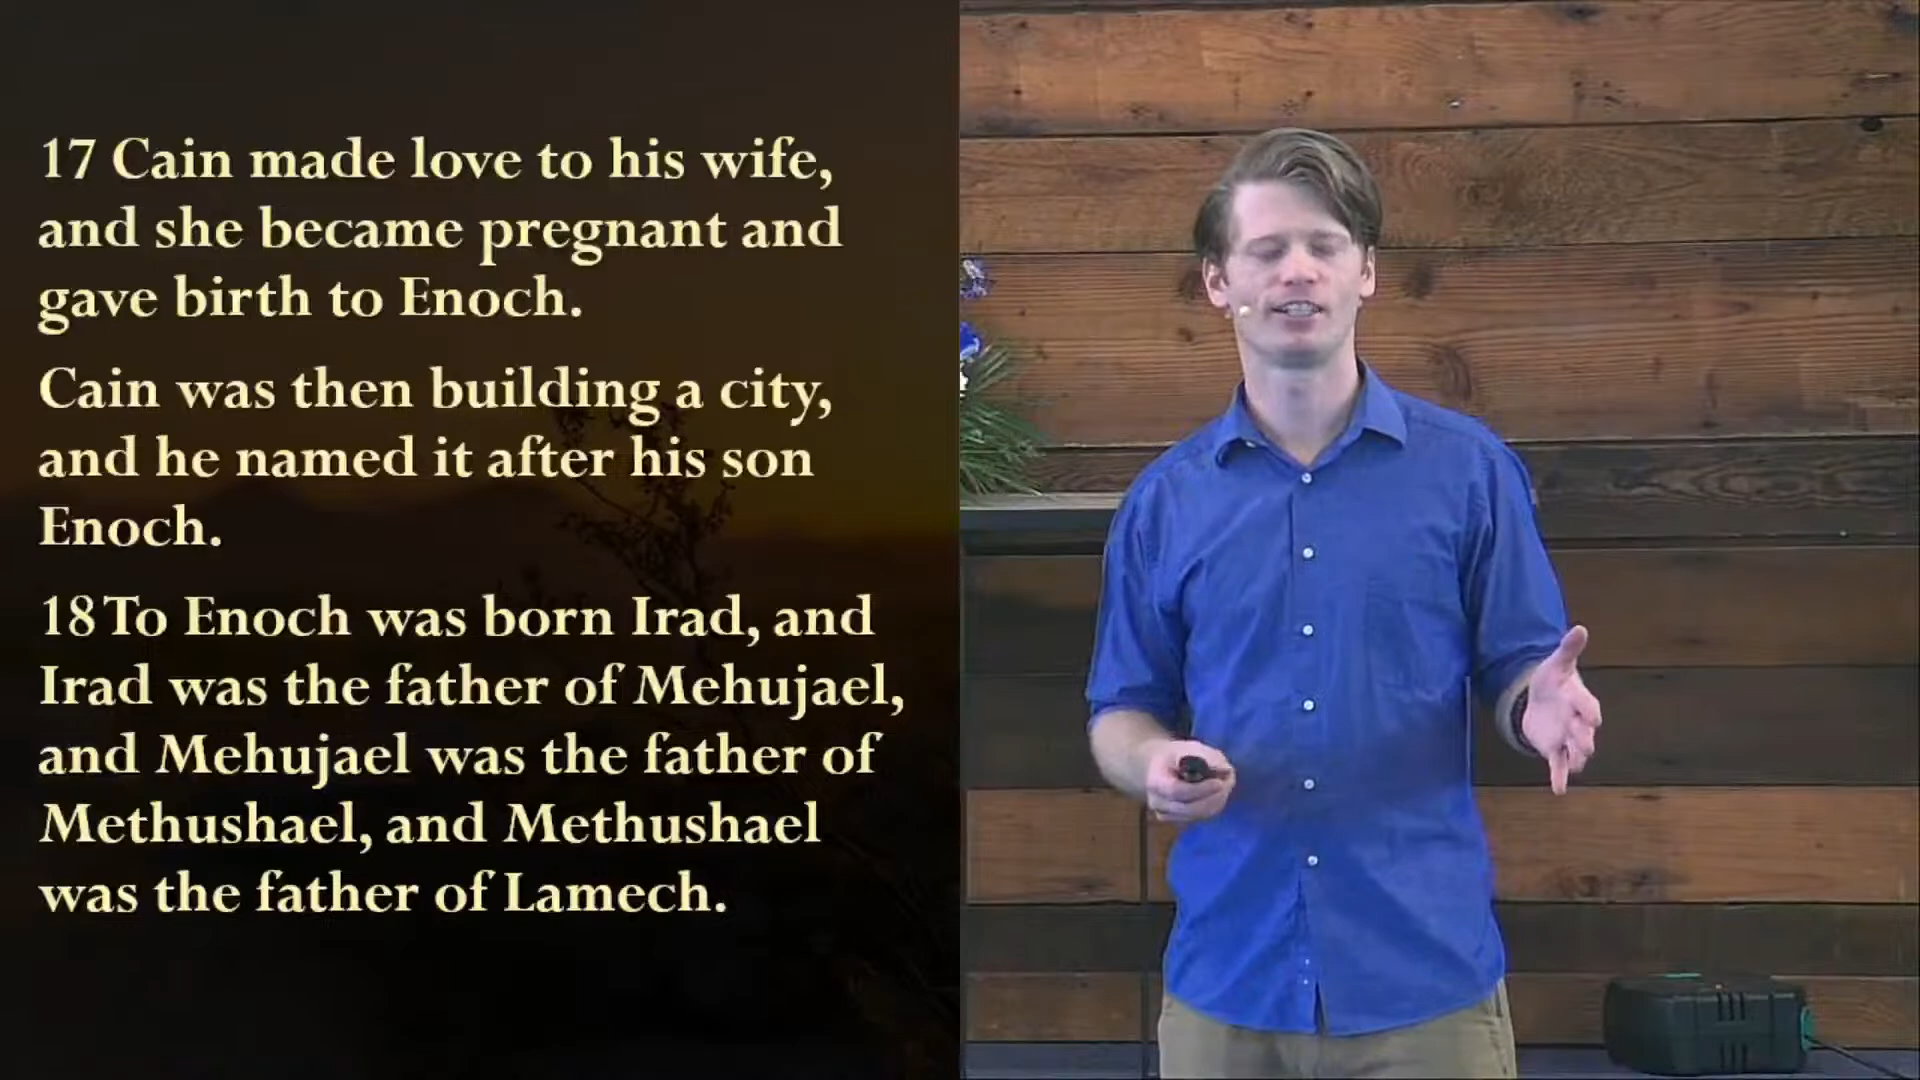 17 Cain made love to his wife,
and she became pregnant and
gave birth to Enoch.
Cain was then building a city,
and he named it after his son
Enoch.
18 To Enoch was born Irad, and
Irad was the father of Mehujael,
and Mehujael was the father of
Methushael, and Methushael
was the father of Lamech.